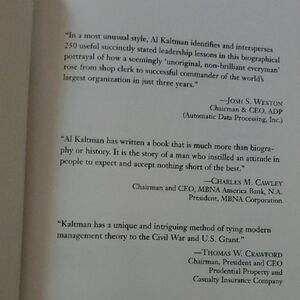 "In a most unusual style, Al Kaltman identifies and intersperses
250 useful succinctly stated leadership lessons in this biographical
portrayal of how a seemingly 'unoriginal, non-brilliant everyman'
rose from shop clerk to successful commander of the world's
largest organization in just three years."
—JOSH S. WESTON
Chairman & CEO, ADP
(Automatic Data Processing, Inc.)
"Al Kaltman has written a book that is much more than biogra-
phy or history. It is the story of a man who instilled an attitude in
people to expect and accept nothing short of the best."
—CHARLES M. CAWLEY
Chairman and CEO, MBNA America Bank, N.A.
President, MBNA Corporation
"Kaltman has a unique and intriguing method of tying modern
management theory to the Civil War and U.S. Grant."
—THOMAS W. CRAWFORD
Chairman, President and CEO
Prudential Property and
Casualty Insurance Company